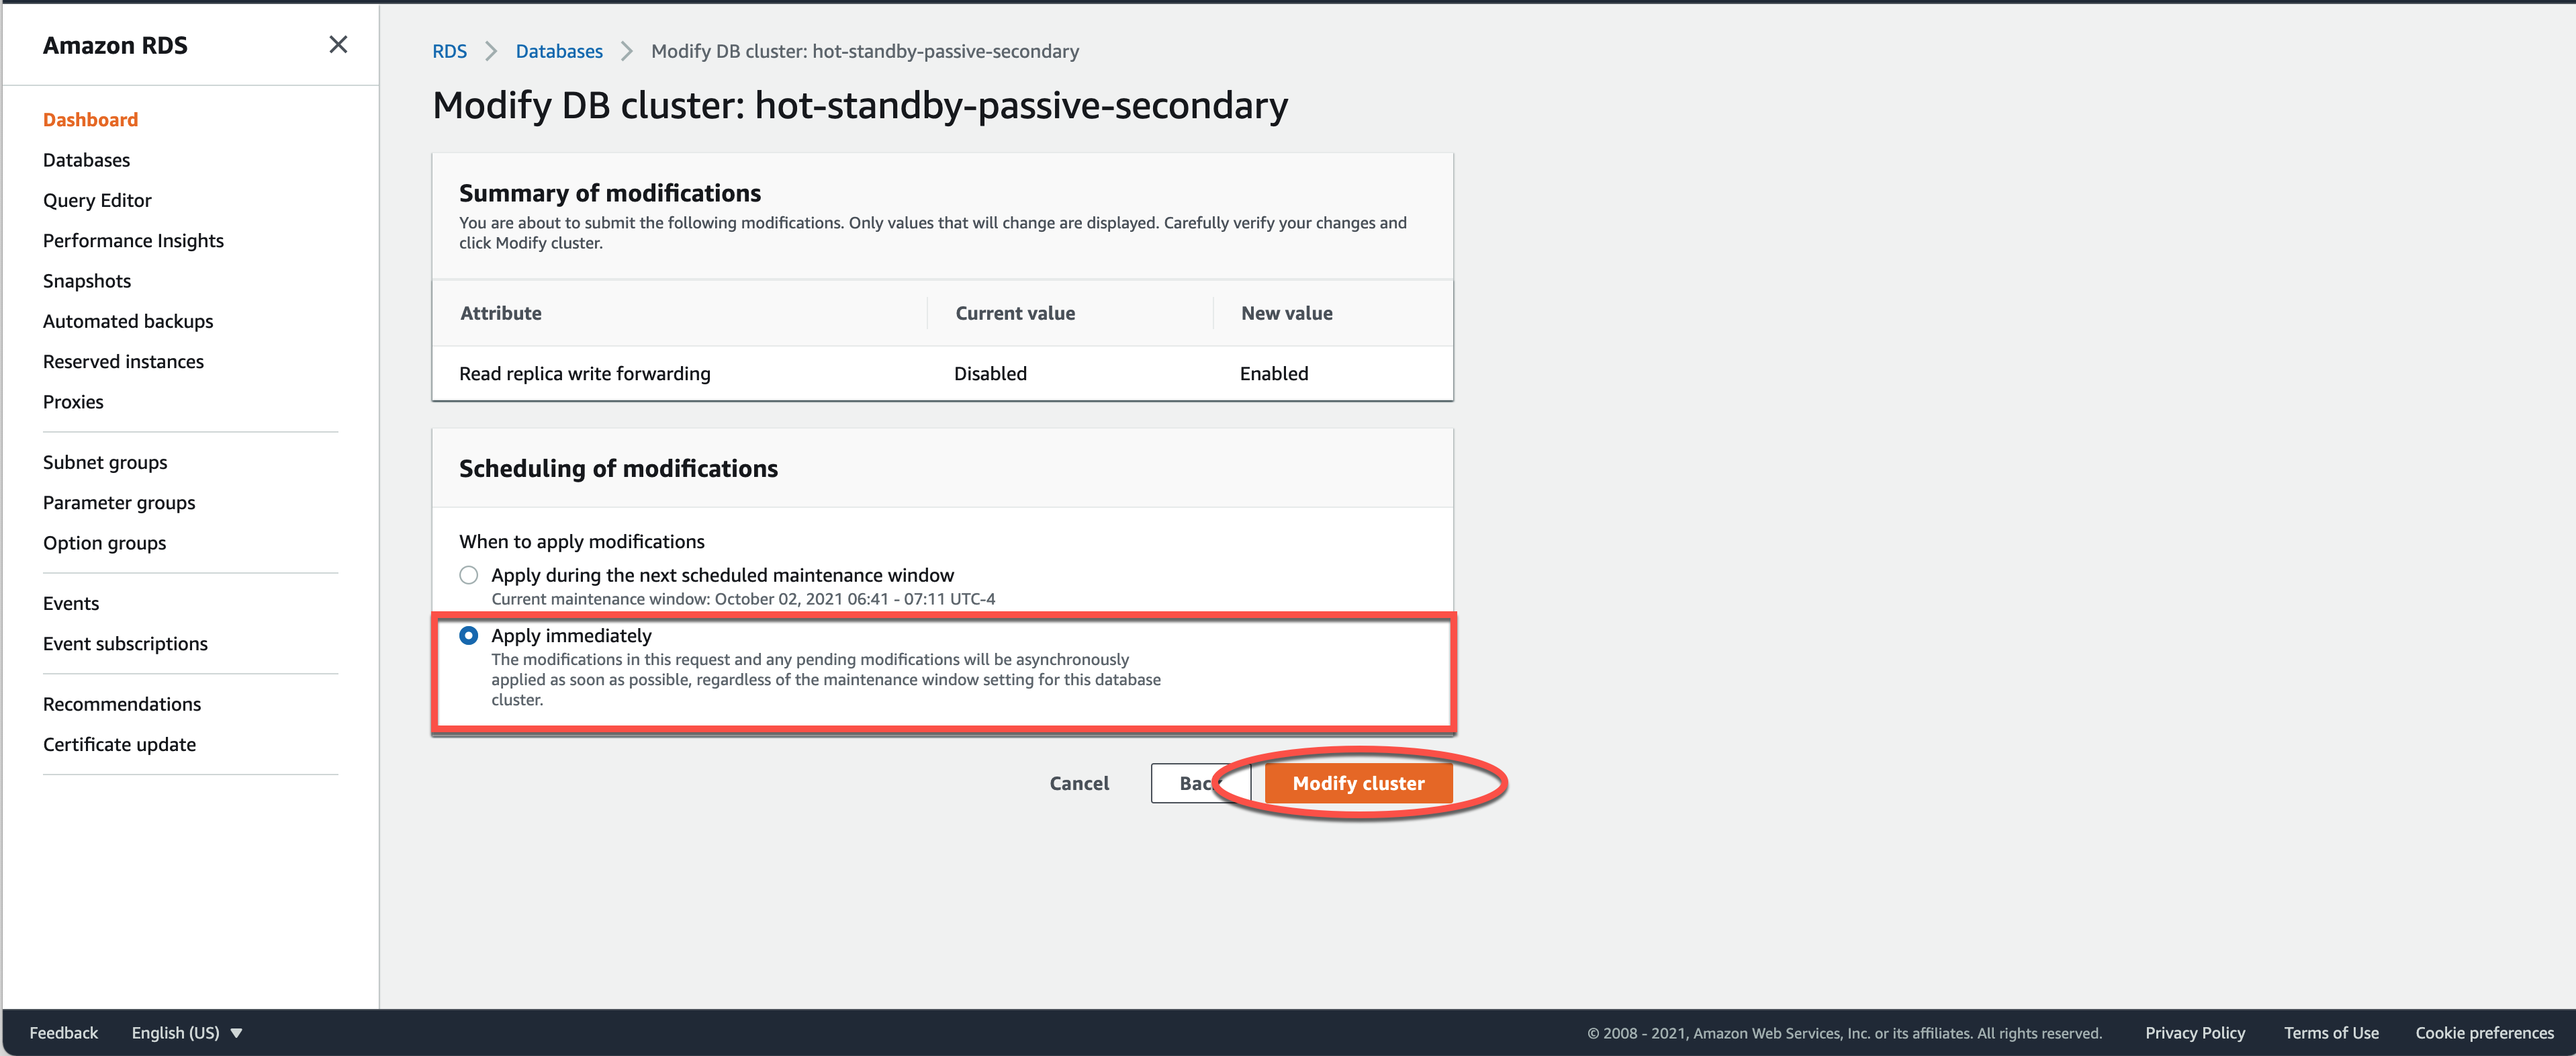 Amazon RDS
Dashboard
Databases
Query Editor
Performance Insights
Snapshots
Automated backups
Reserved instances
Proxies
Subnet groups
Parameter groups
Option groups
Events
Event subscriptions
Recommendations
Certificate update
RDS > Databases > Modify DB cluster: hot-standby-passive-secondary
Modify DB cluster: hot-standby-passive-secondary
Summary of modifications
You are about to submit the following modifications. Only values that will change are displayed. Carefully verify your changes and
click Modify cluster.
Attribute Current value New value
Read replica write forwarding Disabled Enabled
Scheduling of modifications
When to apply modifications
Apply during the next scheduled maintenance window
Current maintenance window: October 02, 2021 06:41 - 07:11 UTC-4
Apply immediately
The modifications in this request and any pending modifications will be asynchronously
applied as soon as possible, regardless of the maintenance window setting for this database
cluster.
Cancel Back Modify cluster
Feedback English (US) © 2008 - 2021, Amazon Web Services, Inc. or its affiliates. All rights reserved. Privacy Policy Terms of Use Cookie preferences